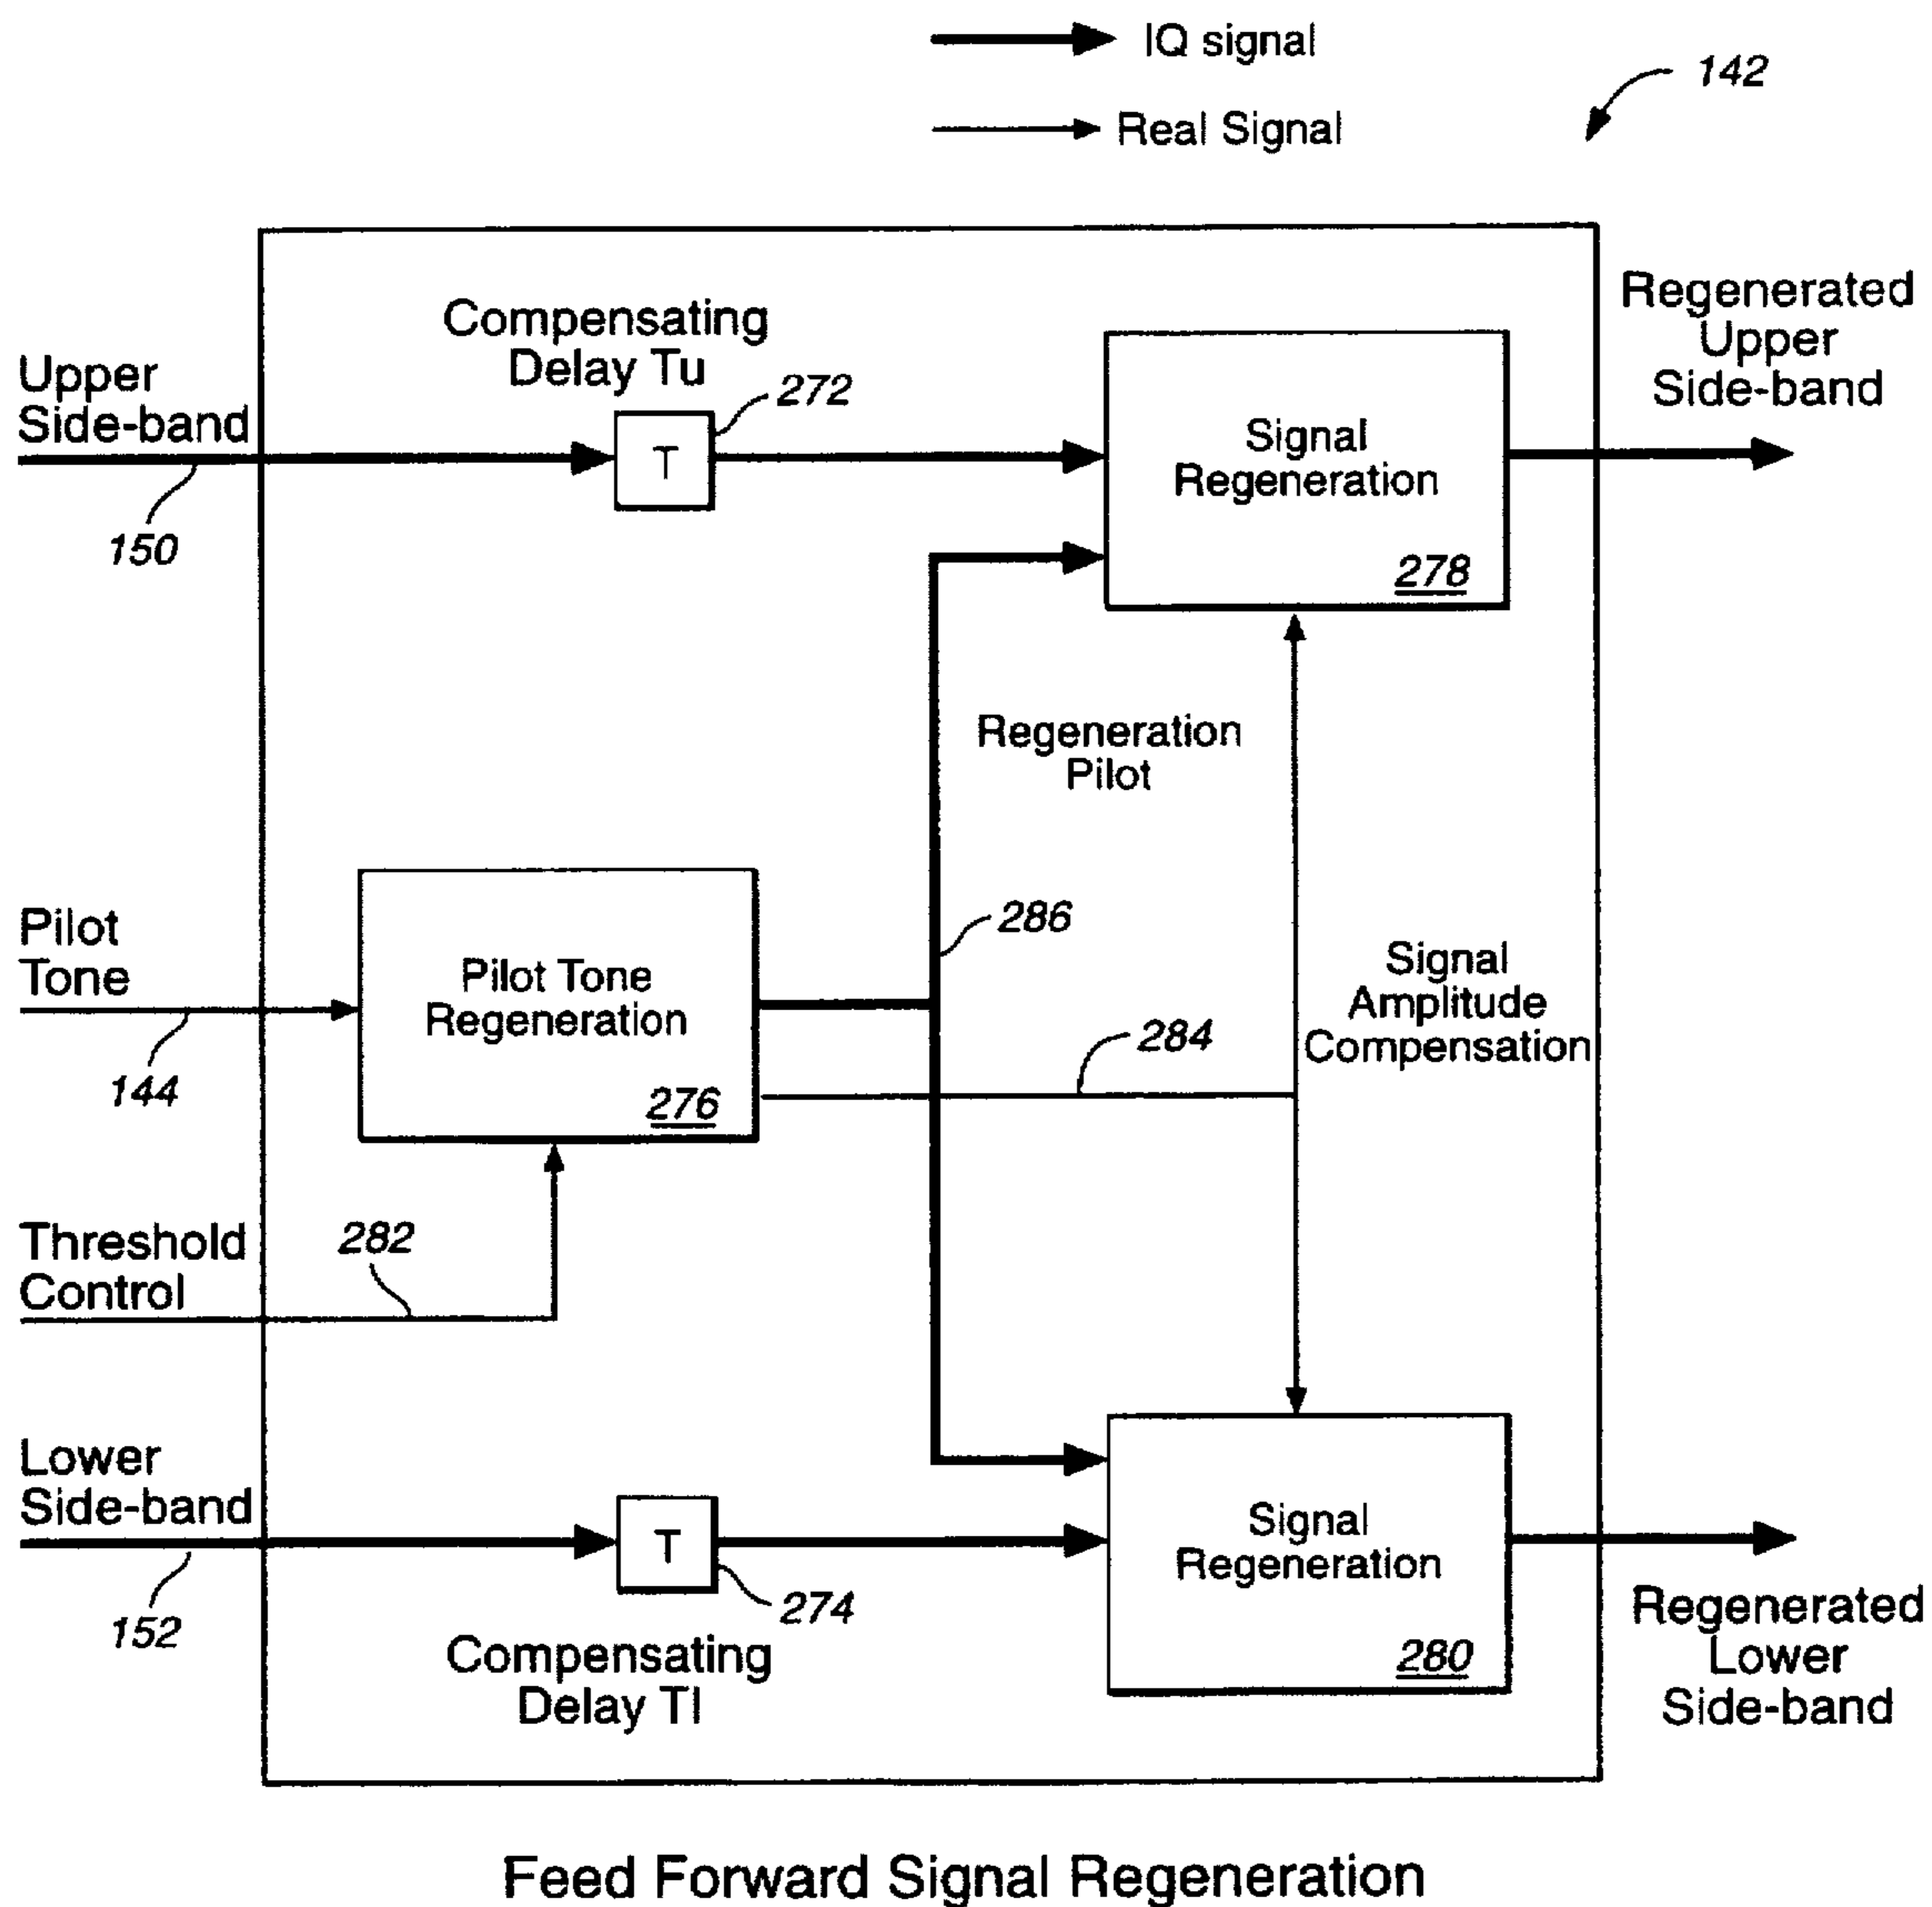 IQ signal
Real Signal
142
Regenerated
Upper
Side-band
Compensating
Delay Tu
272
Upper
Side-band
150
T
Signal
Regeneration
278
Regeneration
Pilot
286
Signal
Amplitude
Compensation
284
Pilot
Tone
144
Pilot Tone
Regeneration
276
Threshold
Control
282
Lower
Side-band
152
T
274
Compensating
Delay Tl
Signal
Regeneration
280
Regenerated
Lower
Side-band
Feed Forward Signal Regeneration